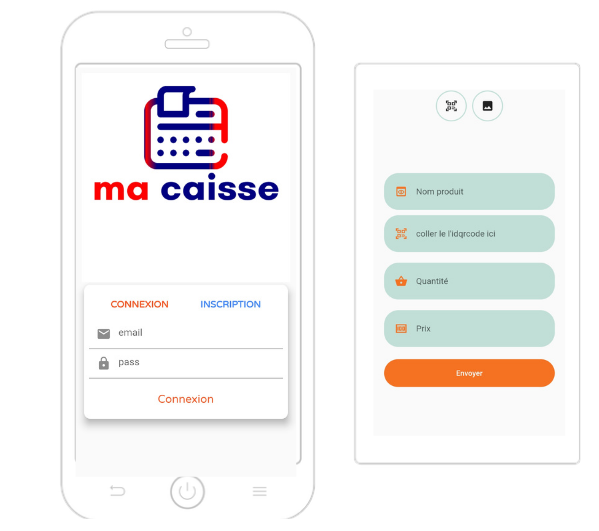 ma caisse
CONNEXION INSCRIPTION
email
pass
Connexion
Nom produit
coller le l'idqrcode ici
Quantité
Prix
Envoyer